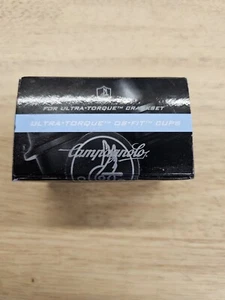 FOR ULTRA-TORQUE™ CRANKSET
ULTRA-TORQUE™ OS-FIT™ CUPS
Campagnolo